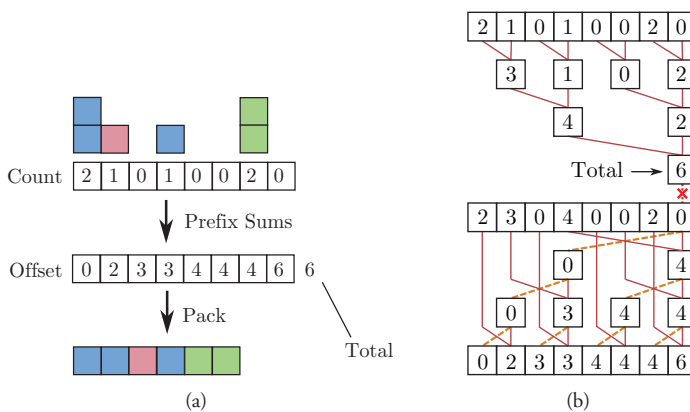 Count 2 1 0 1 0 0 2 0
Prefix Sums
Offset 0 2 3 3 4 4 4 6 6
Pack
Total
(a)
2 1 0 1 0 0 2 0
3 1 0 2
4 2
Total 6
2 3 0 4 0 0 2 0
0 4
0 3 4 4
0 2 3 3 4 4 4 6
(b)